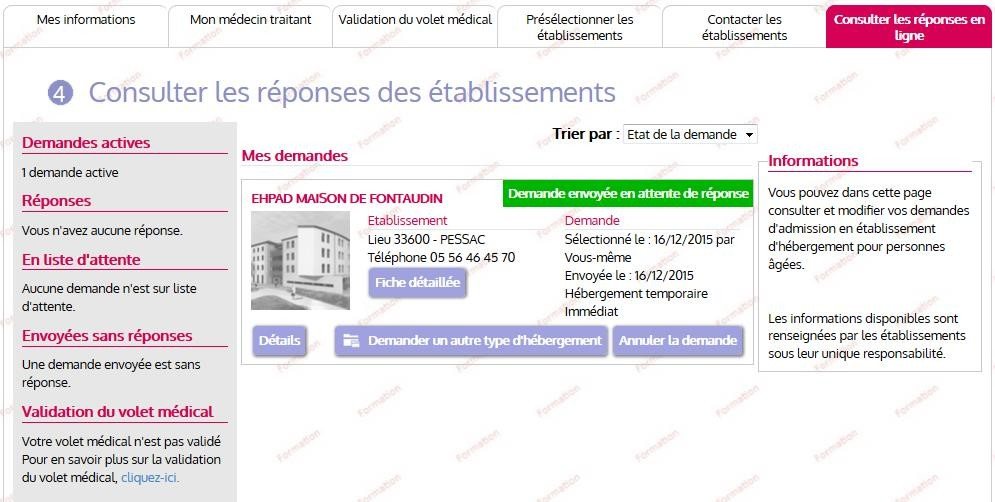 Mes informations
Mon médecin traitant
Validation du volet médical
Présélectionner les
établissements
Contacter les
établissements
Consulter les réponses en
ligne
4 Consulter les réponses des établissements
Demandes actives
1 demande active
Réponses
Vous n'avez aucune réponse.
En liste d'attente
Aucune demande n'est sur liste
d'attente.
Envoyées sans réponses
Une demande envoyée est sans
réponse.
Validation du volet médical
Votre volet médical n'est pas validé
Pour en savoir plus sur la validation
du volet médical, cliquez-ici.
Trier par : Etat de la demande
Mes demandes
EHPAD MAISON DE FONTAUDIN
Demande envoyée en attente de réponse
Etablissement
Lieu 33600 - PESSAC
Téléphone 05 56 46 45 70
Fiche détaillée
Demande
Sélectionné le : 16/12/2015 par
Vous-même
Envoyée le : 16/12/2015
Hébergement temporaire
Immédiat
Détails
Demander un autre type d'hébergement
Annuler la demande
Informations
Vous pouvez dans cette page
consulter et modifier vos demandes
d'admission en établissement
d'hébergement pour personnes
âgées.
Les informations disponibles sont
renseignées par les établissements
sous leur unique responsabilité.
Formation